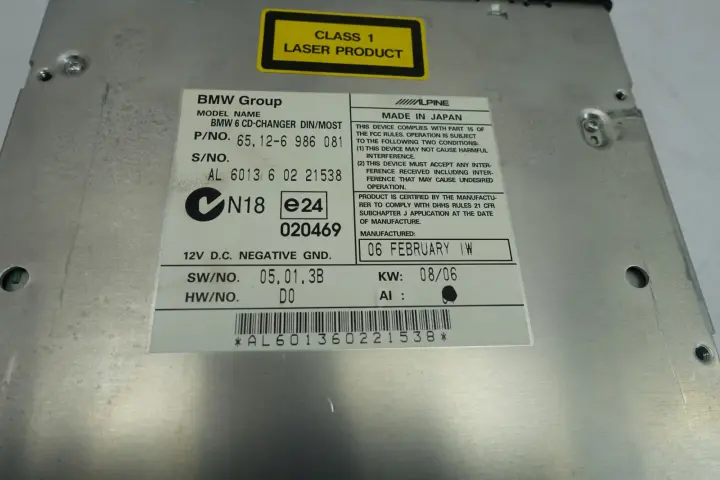 CLASS 1
LASER PRODUCT
BMW Group
MODEL NAME
BMW 6 CD-CHANGER DIN/MOST
P/NO. 65.12-6 986 081
S/NO.
AL 6013 6 02 21538
N18
e24
020469
12V D.C. NEGATIVE GND.
ALPINE
MADE IN JAPAN
THIS DEVICE COMPLIES WITH PART 15 OF
THE FCC RULES. OPERATION IS SUBJECT
TO THE FOLLOWING TWO CONDITIONS:
(1) THIS DEVICE MAY NOT CAUSE HARMFUL
INTERFERENCE.
(2) THIS DEVICE MUST ACCEPT ANY INTER-
FERENCE RECEIVED INCLUDING INTER-
FERENCE THAT MAY CAUSE UNDESIRED
OPERATION.
PRODUCT IS CERTIFIED BY THE MANUFACTU-
RER TO COMPLY WITH DHHS RULES 21 CFR
SUBCHAPTER J APPLICATION AT THE DATE
OF MANUFACTURE.
MANUFACTURED:
06 FEBRUARY 1W
SW/NO. 05.01.3B
KW: 08/06
HW/NO. D0
AI :
*AL601360221538*